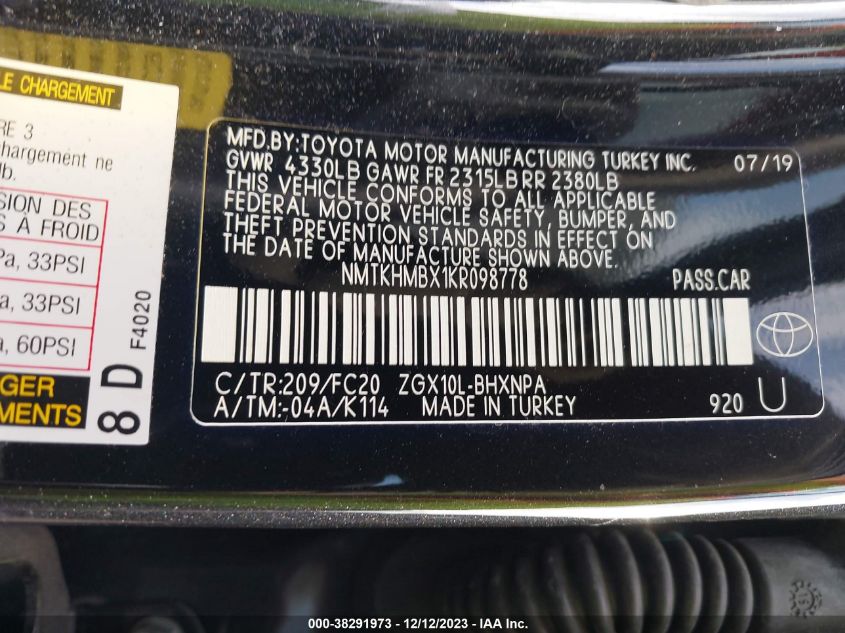 LE CHARGEMENT
RE 3
chargement ne
lb.
SION DES
S À FROID
Pa, 33PSI
a, 33PSI
a, 60PSI
GER
EMENTS
8 D F4020
MFD.BY:TOYOTA MOTOR MANUFACTURING TURKEY INC. 07/19
GVWR 4330LB GAWR FR 2315LB RR 2380LB
THIS VEHICLE CONFORMS TO ALL APPLICABLE
FEDERAL MOTOR VEHICLE SAFETY, BUMPER, AND
THEFT PREVENTION STANDARDS IN EFFECT ON
THE DATE OF MANUFACTURE SHOWN ABOVE.
NMTKHMBX1KR098778 PASS.CAR
C/TR:209/FC20 ZGX10L-BHXNPA
A/TM:-04A/K114 MADE IN TURKEY 920 U
000-38291973 - 12/12/2023 - Copyright © 2023 IAA, Inc.